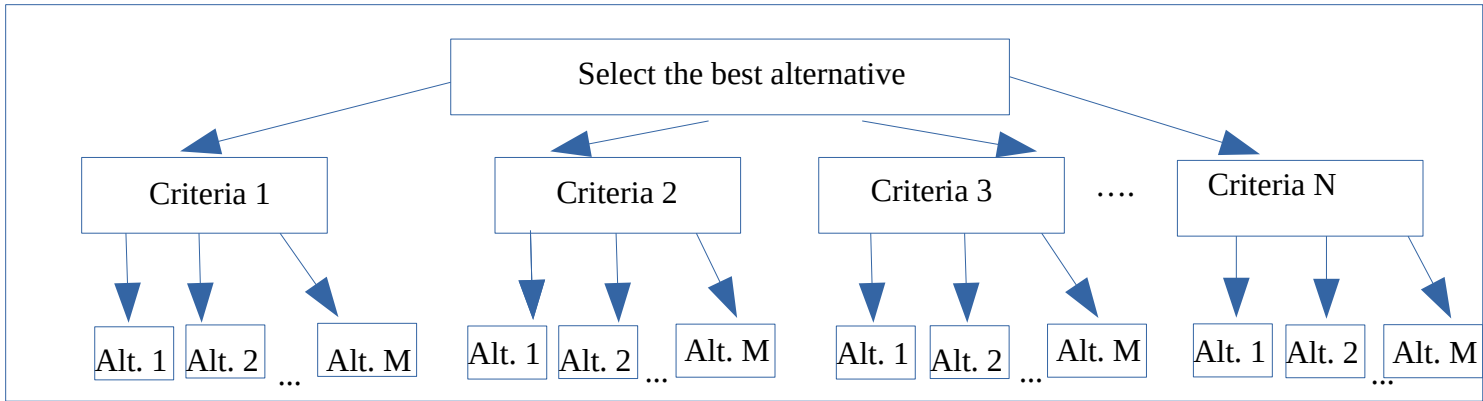 Select the best alternative
Criteria 1
Criteria 2
Criteria 3
....
Criteria N
Alt. 1
Alt. 2
...
Alt. M
Alt. 1
Alt. 2
...
Alt. M
Alt. 1
Alt. 2
...
Alt. M
Alt. 1
Alt. 2
...
Alt. M